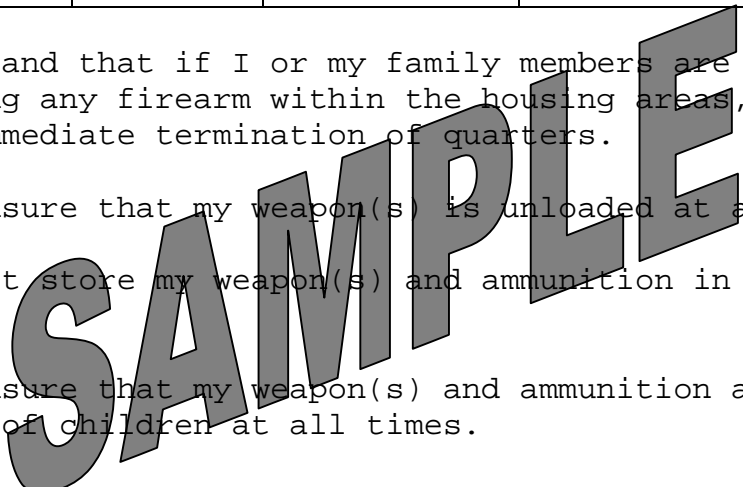 and that if I or my family members are
g any firearm within the housing areas,
mediate termination of quarters.
sure that my weapon(s) is unloaded at a
t store my weapon(s) and ammunition in
sure that my weapon(s) and ammunition a
of children at all times.
SAMPLE